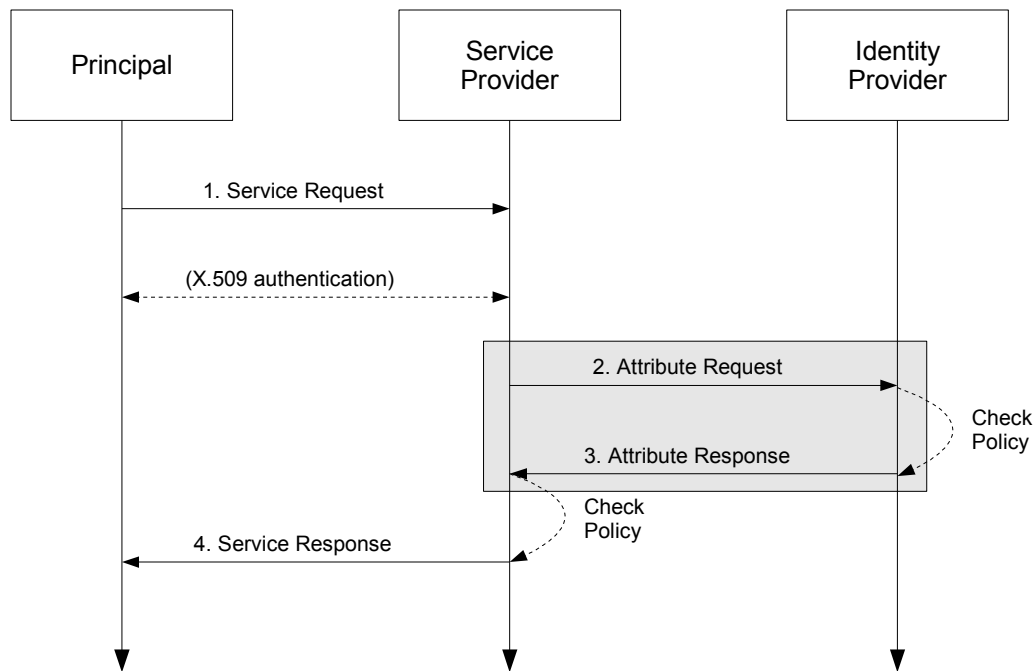 Principal
Service
Provider
Identity
Provider
1. Service Request
(X.509 authentication)
2. Attribute Request
Check
Policy
3. Attribute Response
Check
Policy
4. Service Response